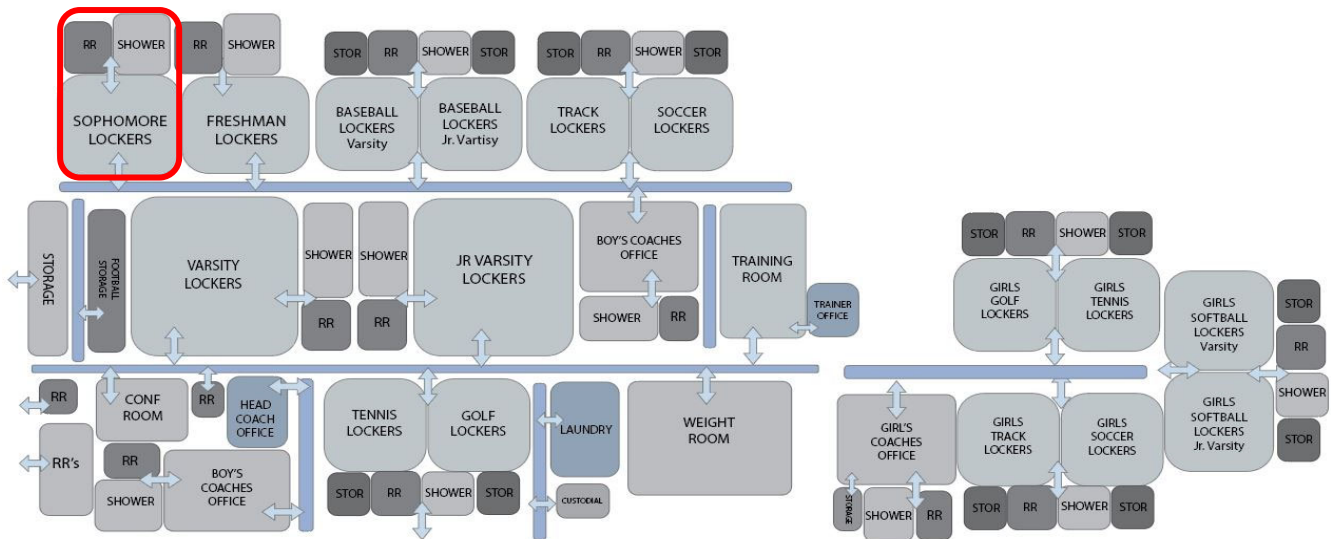 RR
SHOWER
RR
SHOWER
STOR
RR
SHOWER
STOR
STOR
RR
SHOWER
STOR
SOPHOMORE
LOCKERS
FRESHMAN
LOCKERS
BASEBALL
LOCKERS
Varsity
BASEBALL
LOCKERS
Jr. Vartisy
TRACK
LOCKERS
SOCCER
LOCKERS
STORAGE
FOOTBALL
STORAGE
VARSITY
LOCKERS
SHOWER
RR
SHOWER
RR
JR VARSITY
LOCKERS
BOY'S COACHES
OFFICE
SHOWER
RR
TRAINING
ROOM
TRAINER
OFFICE
RR
CONF
ROOM
RR
HEAD
COACH
OFFICE
RR's
RR
SHOWER
BOY'S
COACHES
OFFICE
TENNIS
LOCKERS
GOLF
LOCKERS
STOR
RR
SHOWER
STOR
LAUNDRY
CUSTODIAL
WEIGHT
ROOM
STOR
RR
SHOWER
STOR
GIRLS
GOLF
LOCKERS
GIRLS
TENNIS
LOCKERS
GIRLS
SOFTBALL
LOCKERS
Varsity
STOR
RR
SHOWER
STOR
GIRLS
SOFTBALL
LOCKERS
Jr. Varsity
GIRL'S
COACHES
OFFICE
GIRLS
TRACK
LOCKERS
GIRLS
SOCCER
LOCKERS
STORAGE
SHOWER
RR
STOR
RR
SHOWER
STOR